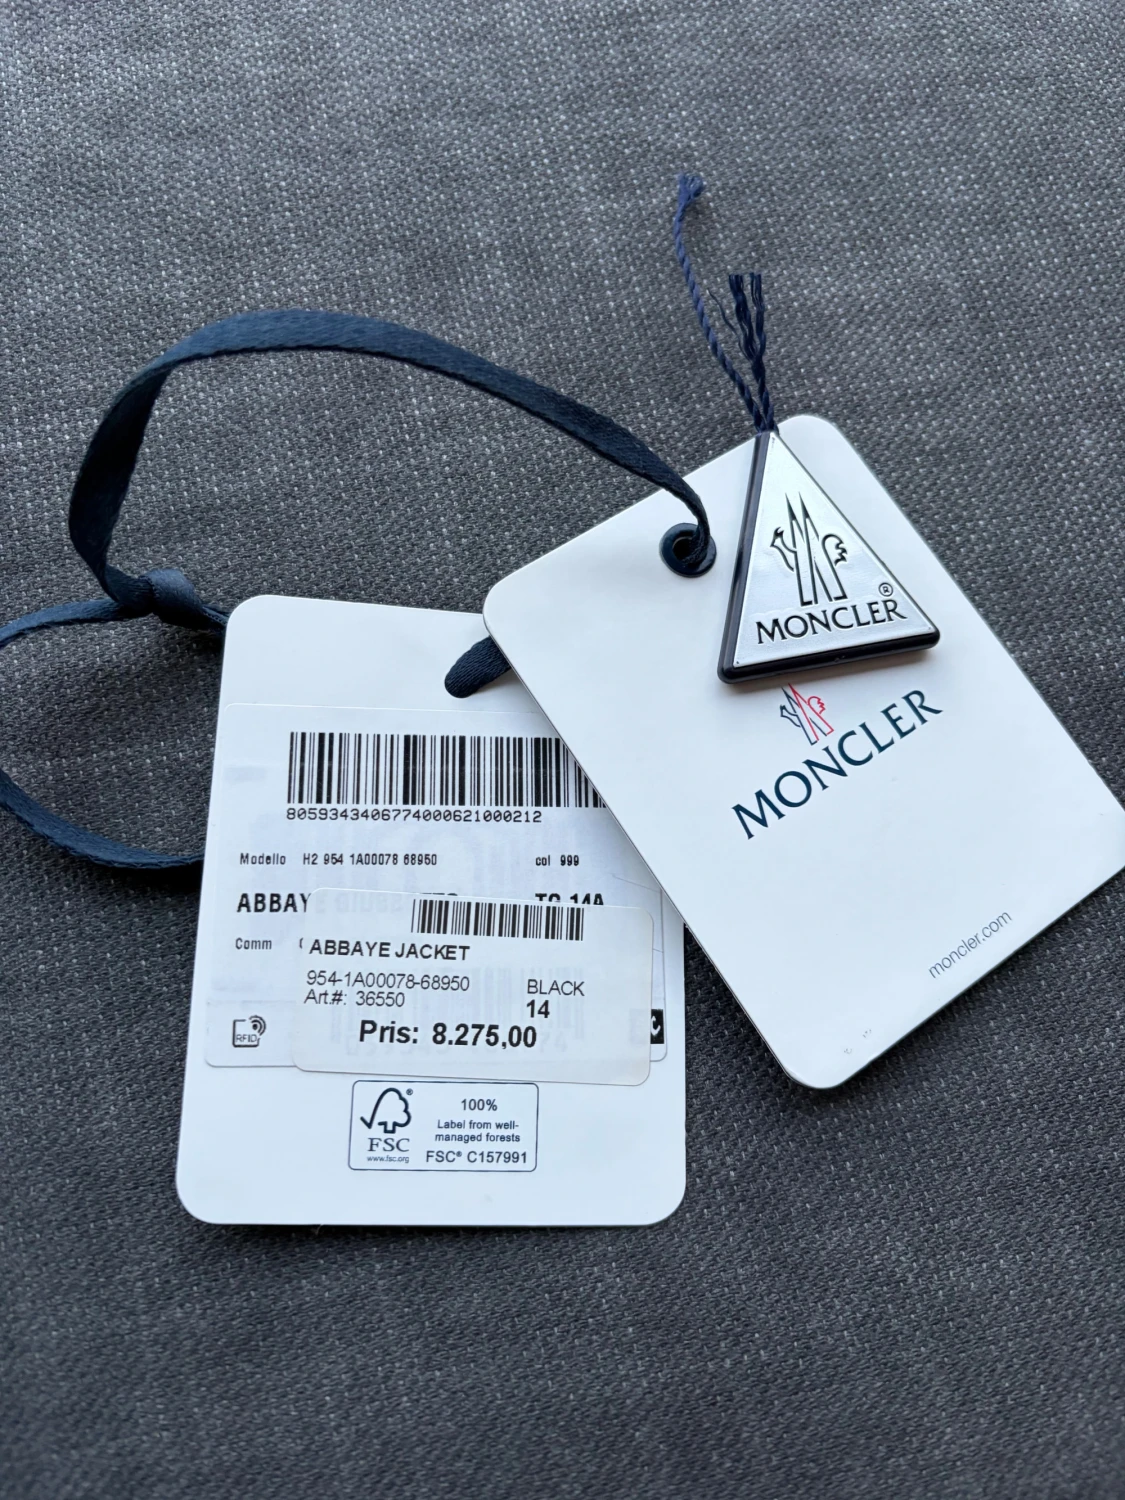 MONCLER®
MONCLER
moncler.com
8059343406774000621000212
Modello H2 954 1A00078 68950 col 999
ABBAY TG 14A
Comm
ABBAYE JACKET
954-1A00078-68950 BLACK
Art.#: 36550 14
Pris: 8.275,00
RFID
FSC®
www.fsc.org
100%
Label from well-
managed forests
FSC® C157991